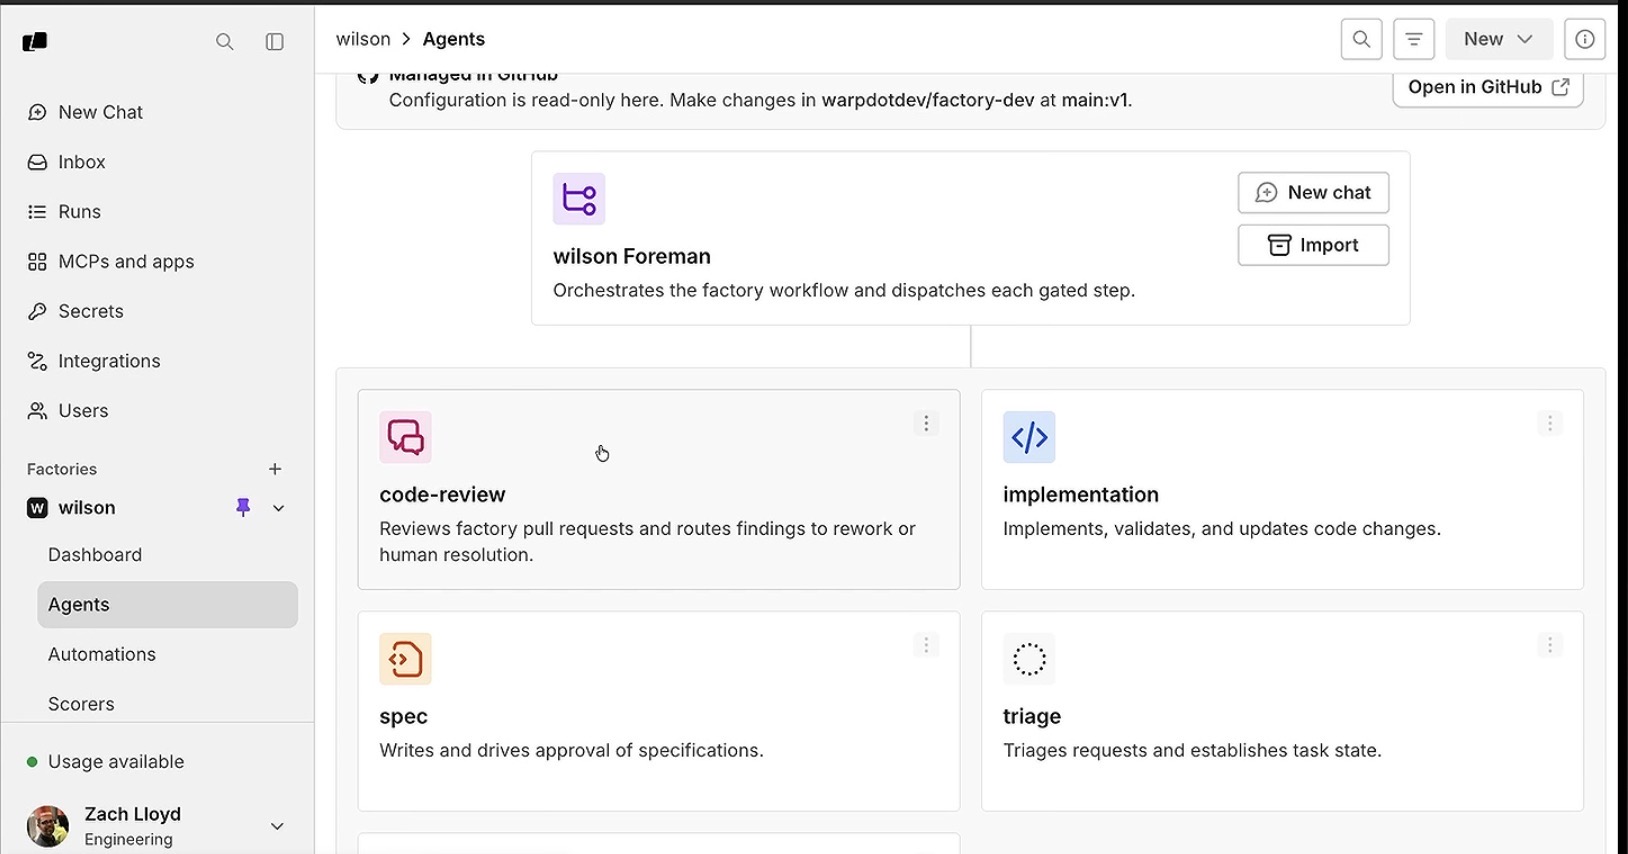 wilson > Agents
New
New Chat
Inbox
Runs
MCPs and apps
Secrets
Integrations
Users
Factories
W wilson
Dashboard
Agents
Automations
Scorers
Usage available
Zach Lloyd
Engineering
Managed in GitHub
Configuration is read-only here. Make changes in warpdotdev/factory-dev at main:v1.
Open in GitHub
wilson Foreman
Orchestrates the factory workflow and dispatches each gated step.
New chat
Import
code-review
Reviews factory pull requests and routes findings to rework or
human resolution.
implementation
Implements, validates, and updates code changes.
spec
Writes and drives approval of specifications.
triage
Triages requests and establishes task state.